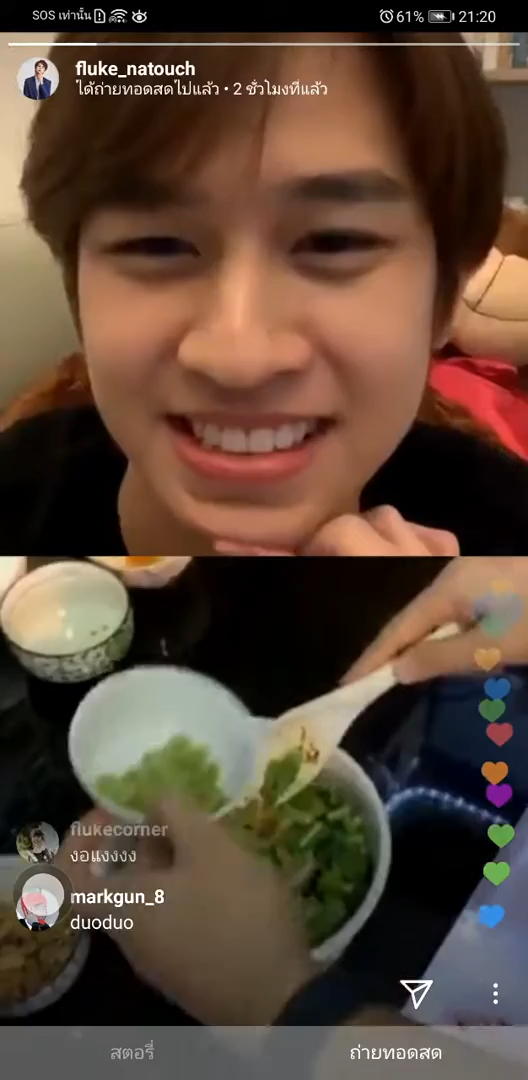 SOS เท่านั้น 61% 21:20
fluke_natouch
ได้ถ่ายทอดสดไปแล้ว • 2 ชั่วโมงที่แล้ว
flukecorner
งอแงงงงง
markgun_8
duoduo
สตอรี่ ถ่ายทอดสด